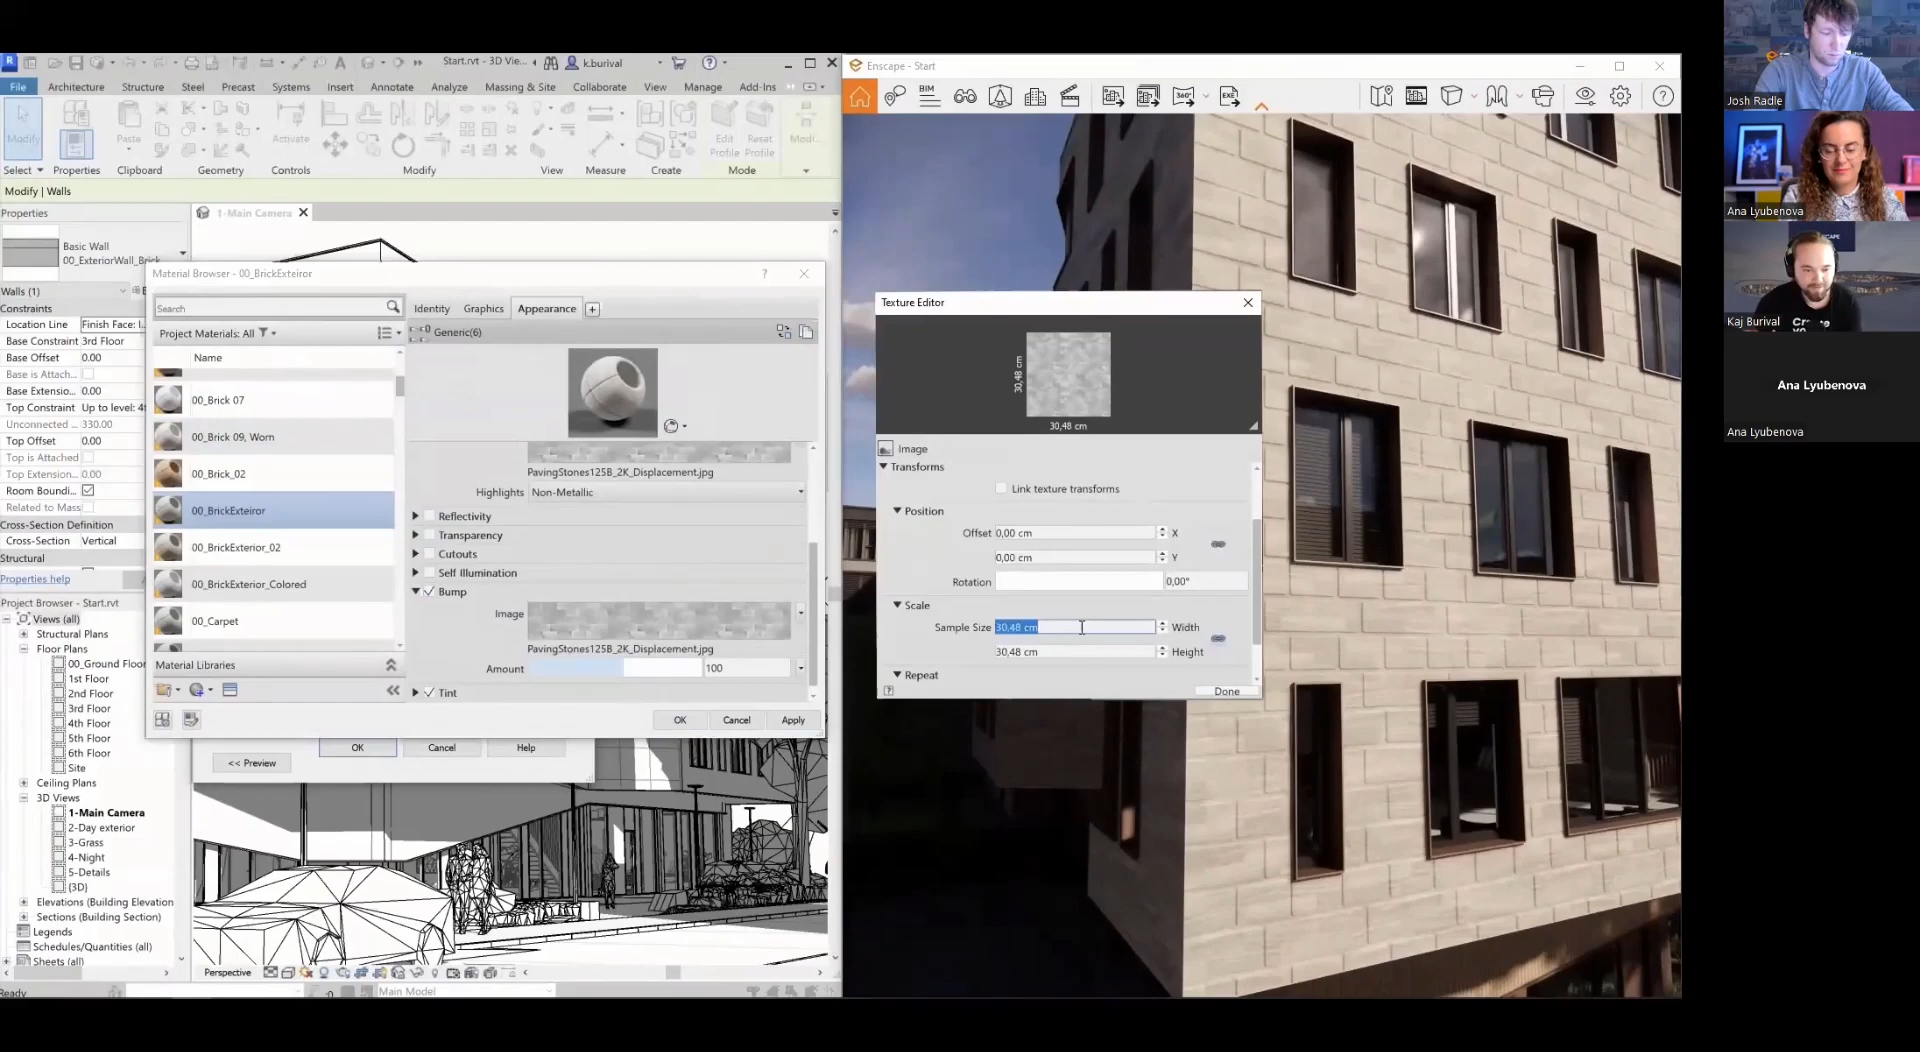 Start.rvt - 3D Vie...
k.burival
File
Architecture
Structure
Steel
Precast
Systems
Insert
Annotate
Analyze
Massing & Site
Collaborate
View
Manage
Add-Ins
Modify
Paste
Activate
Edit
Profile
Reset
Profile
Modi...
Select
Properties
Clipboard
Geometry
Controls
Modify
View
Measure
Create
Mode
Modify | Walls
Properties
1-Main Camera
Basic Wall
00_ExteriorWall_Brick
Walls (1)
Constraints
Location Line
Finish Face: I...
Base Constraint
3rd Floor
Base Offset
0.00
Base is Attach...
Base Extensio...
0.00
Top Constraint
Up to level: 4t
Unconnected ...
330.00
Top Offset
0.00
Top is Attached
Top Extension...
0.00
Room Boundi...
Related to Mass
Cross-Section Definition
Cross-Section
Vertical
Structural
Properties help
Project Browser - Start.rvt
Views (all)
Structural Plans
Floor Plans
00_Ground Floor
1st Floor
2nd Floor
3rd Floor
4th Floor
5th Floor
6th Floor
Site
Ceiling Plans
3D Views
1-Main Camera
2-Day exterior
3-Grass
4-Night
5-Details
{3D}
Elevations (Building Elevation
Sections (Building Section)
Legends
Schedules/Quantities (all)
Sheets (all)
Ready
Perspective
:0
Main Model
Material Browser - 00_BrickExteiror
?
Search
Project Materials: All
Name
00_Brick 07
00_Brick 09, Worn
00_Brick_02
00_BrickExteiror
00_BrickExterior_02
00_BrickExterior_Colored
00_Carpet
Material Libraries
Identity
Graphics
Appearance
Generic(6)
PavingStones125B_2K_Displacement.jpg
Highlights
Non-Metallic
Reflectivity
Transparency
Cutouts
Self Illumination
Bump
Image
PavingStones125B_2K_Displacement.jpg
Amount
100
Tint
OK
Cancel
Apply
OK
Cancel
Help
<< Preview
Enscape - Start
BIM
360°
EXE
Texture Editor
30,48 cm
30,48 cm
Image
Transforms
Link texture transforms
Position
Offset
0,00 cm
X
0,00 cm
Y
Rotation
0,00°
Scale
Sample Size
30,48 cm
Width
30,48 cm
Height
Repeat
Done
Josh Radle
Ana Lyubenova
Kaj Burival
Ana Lyubenova
Ana Lyubenova